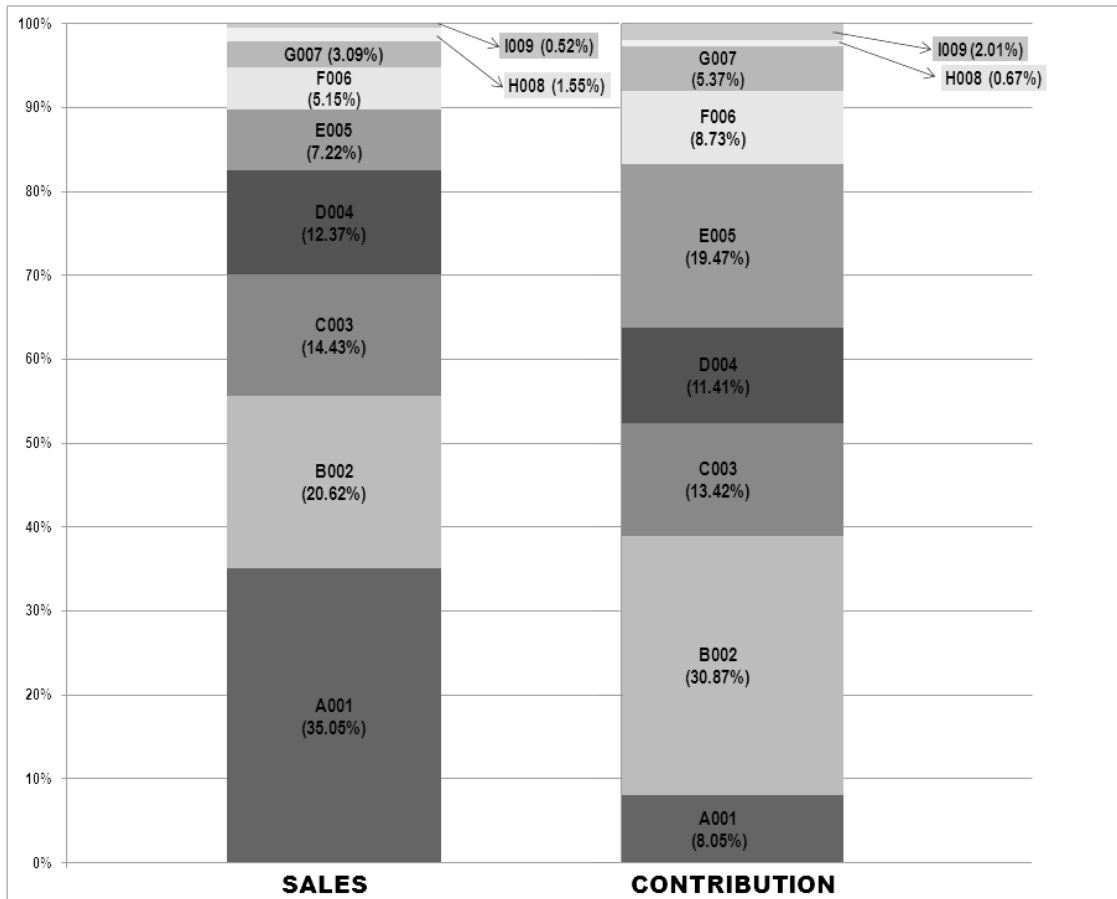 100%
90%
80%
70%
60%
50%
40%
30%
20%
10%
0%
I009 (0.52%)
G007 (3.09%)
H008 (1.55%)
F006
(5.15%)
E005
(7.22%)
D004
(12.37%)
C003
(14.43%)
B002
(20.62%)
A001
(35.05%)
SALES
I009 (2.01%)
H008 (0.67%)
G007
(5.37%)
F006
(8.73%)
E005
(19.47%)
D004
(11.41%)
C003
(13.42%)
B002
(30.87%)
A001
(8.05%)
CONTRIBUTION